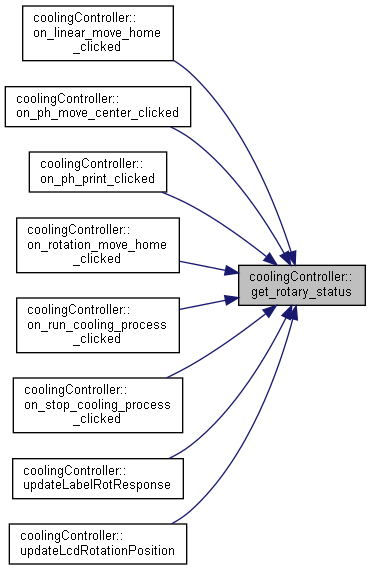 coolingController::
on_linear_move_home
_clicked
coolingController::
on_ph_move_center_clicked
coolingController::
on_ph_print_clicked
coolingController::
on_rotation_move_home
_clicked
coolingController::
get_rotary_status
coolingController::
on_run_cooling_process
_clicked
coolingController::
on_stop_cooling_process
_clicked
coolingController::
updateLabelRotResponse
coolingController::
updateLcdRotationPosition